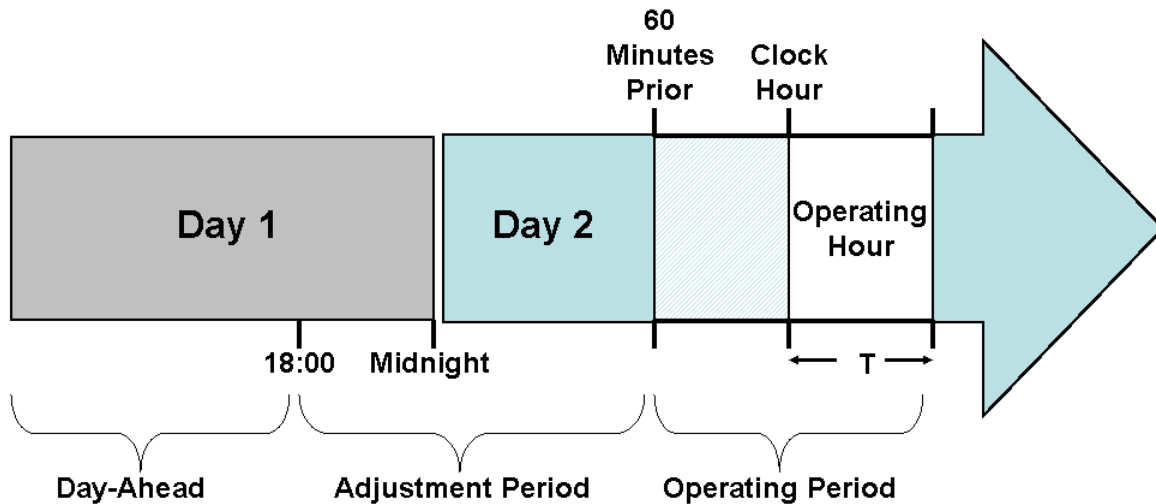 60
Minutes
Prior
Clock
Hour
Day 1
Day 2
Operating
Hour
18:00
Midnight
T
Day-Ahead
Adjustment Period
Operating Period